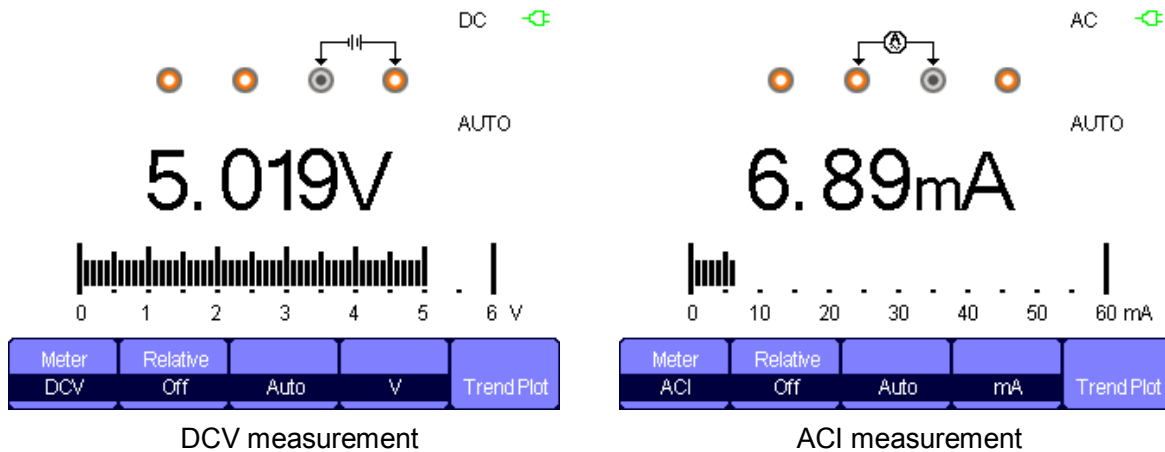 DC
AUTO
5.019V
0 1 2 3 4 5 6 V
Meter Relative
DCV Off Auto V Trend Plot
DCV measurement
AC
A
AUTO
6.89mA
0 10 20 30 40 50 60 mA
Meter Relative
ACI Off Auto mA Trend Plot
ACI measurement